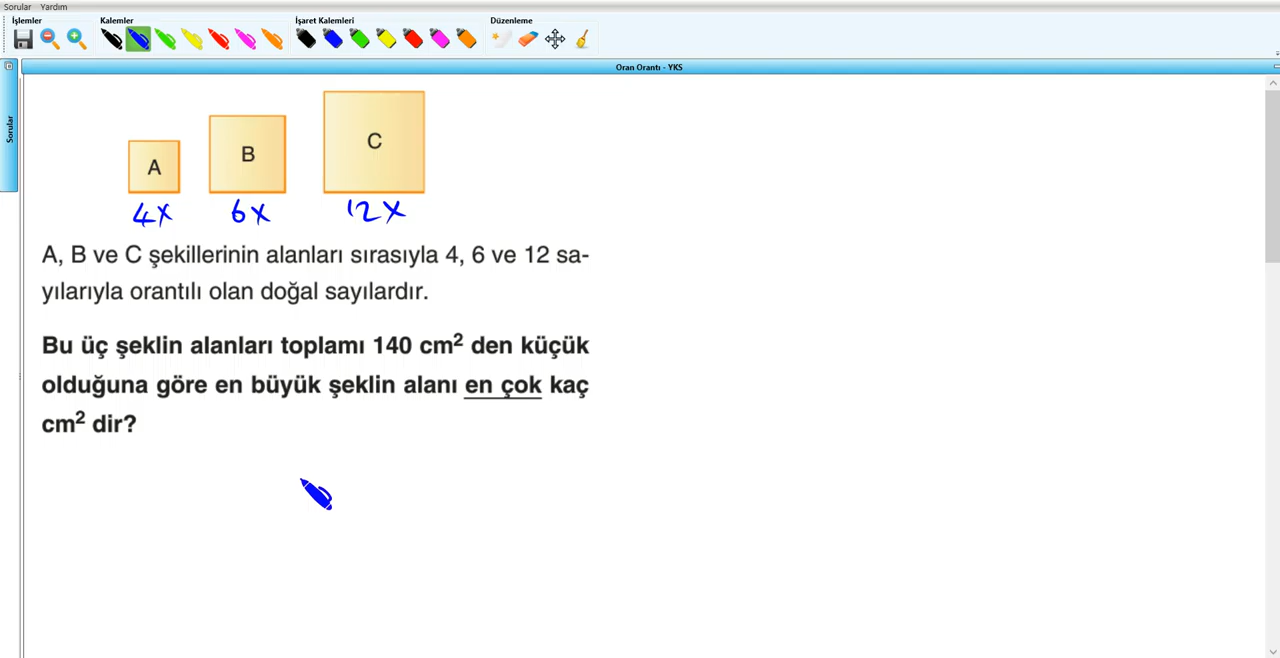 Sorular Yardım
İşlemler Kalemler İşaret Kalemleri Düzenleme
Oran Orantı - YKS
Sorular
A B C
4x 6x 12x
A, B ve C şekillerinin alanları sırasıyla 4, 6 ve 12 sa-
yılarıyla orantılı olan doğal sayılardır.
Bu üç şeklin alanları toplamı 140 cm² den küçük
olduğuna göre en büyük şeklin alanı en çok kaç
cm² dir?